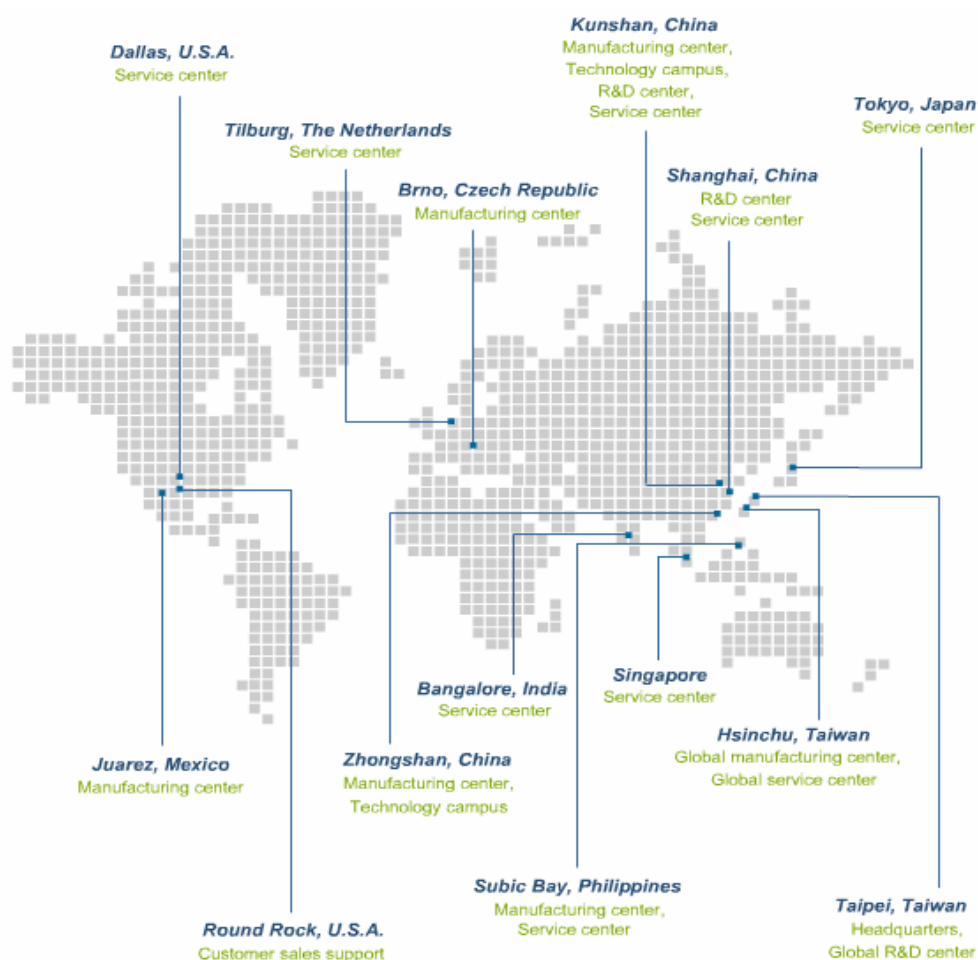 Kunshan, China
Manufacturing center,
Technology campus,
R&D center,
Service center
Dallas, U.S.A.
Service center
Tokyo, Japan
Service center
Tilburg, The Netherlands
Service center
Brno, Czech Republic
Manufacturing center
Shanghai, China
R&D center
Service center
Bangalore, India
Service center
Singapore
Service center
Hsinchu, Taiwan
Global manufacturing center,
Global service center
Zhongshan, China
Manufacturing center,
Technology campus
Juarez, Mexico
Manufacturing center
Subic Bay, Philippines
Manufacturing center,
Service center
Taipei, Taiwan
Headquarters,
Global R&D center
Round Rock, U.S.A.
Customer sales support